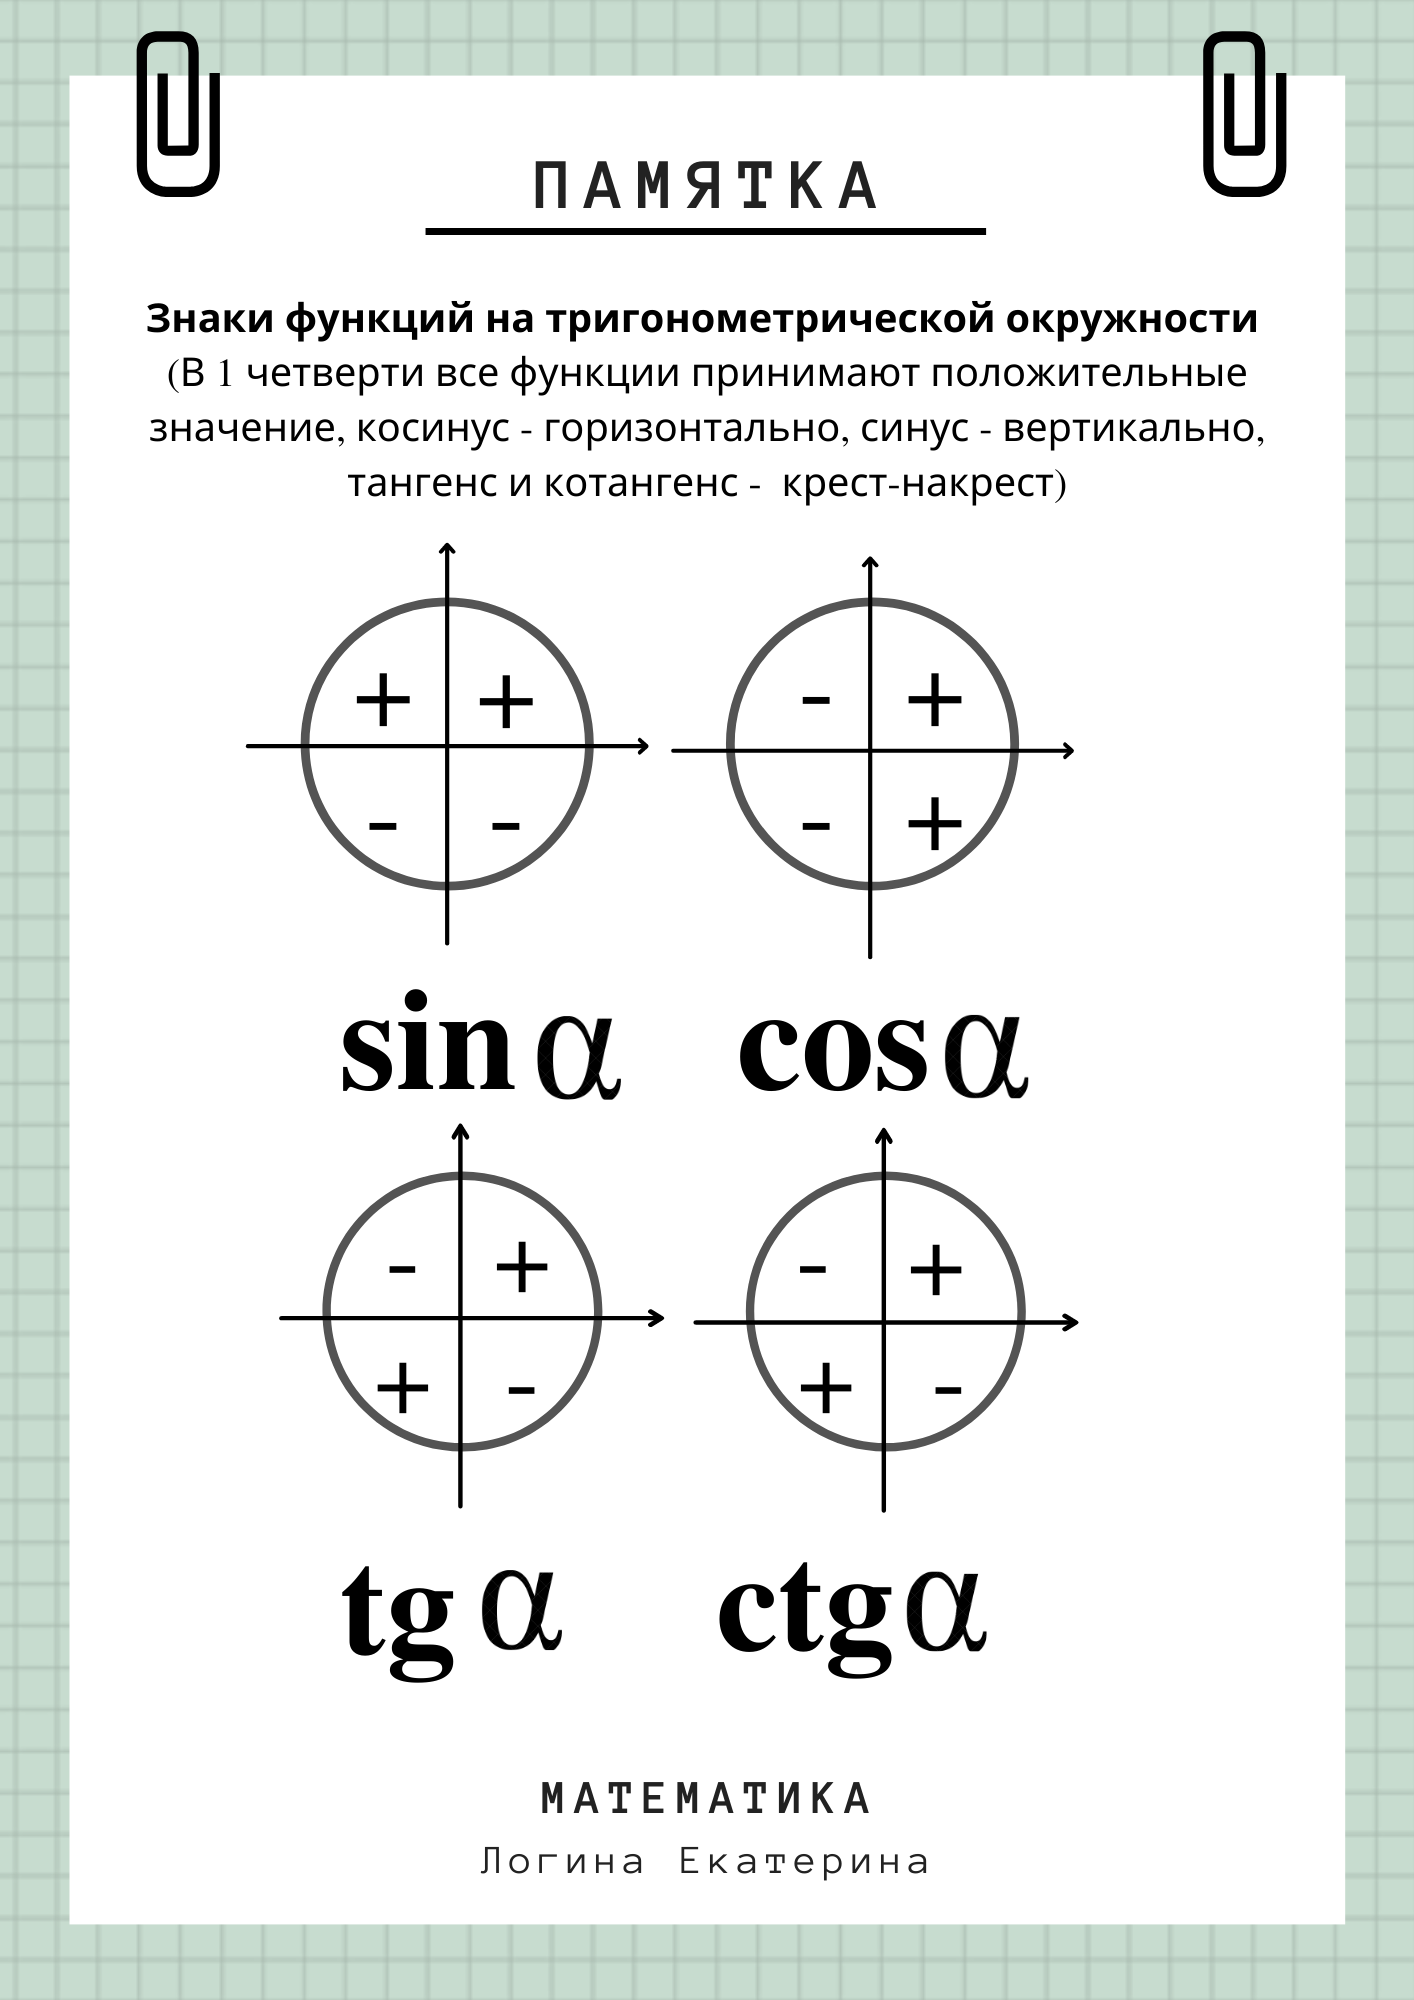 ПАМЯТКА
Знаки функций на тригонометрической окружности
(В 1 четверти все функции принимают положительные
значение, косинус - горизонтально, синус - вертикально,
тангенс и котангенс - крест-накрест)
+ + - +
- - - +
sin α cos α
- + - +
+ - + -
tg α ctg α
МАТЕМАТИКА
Логина Екатерина